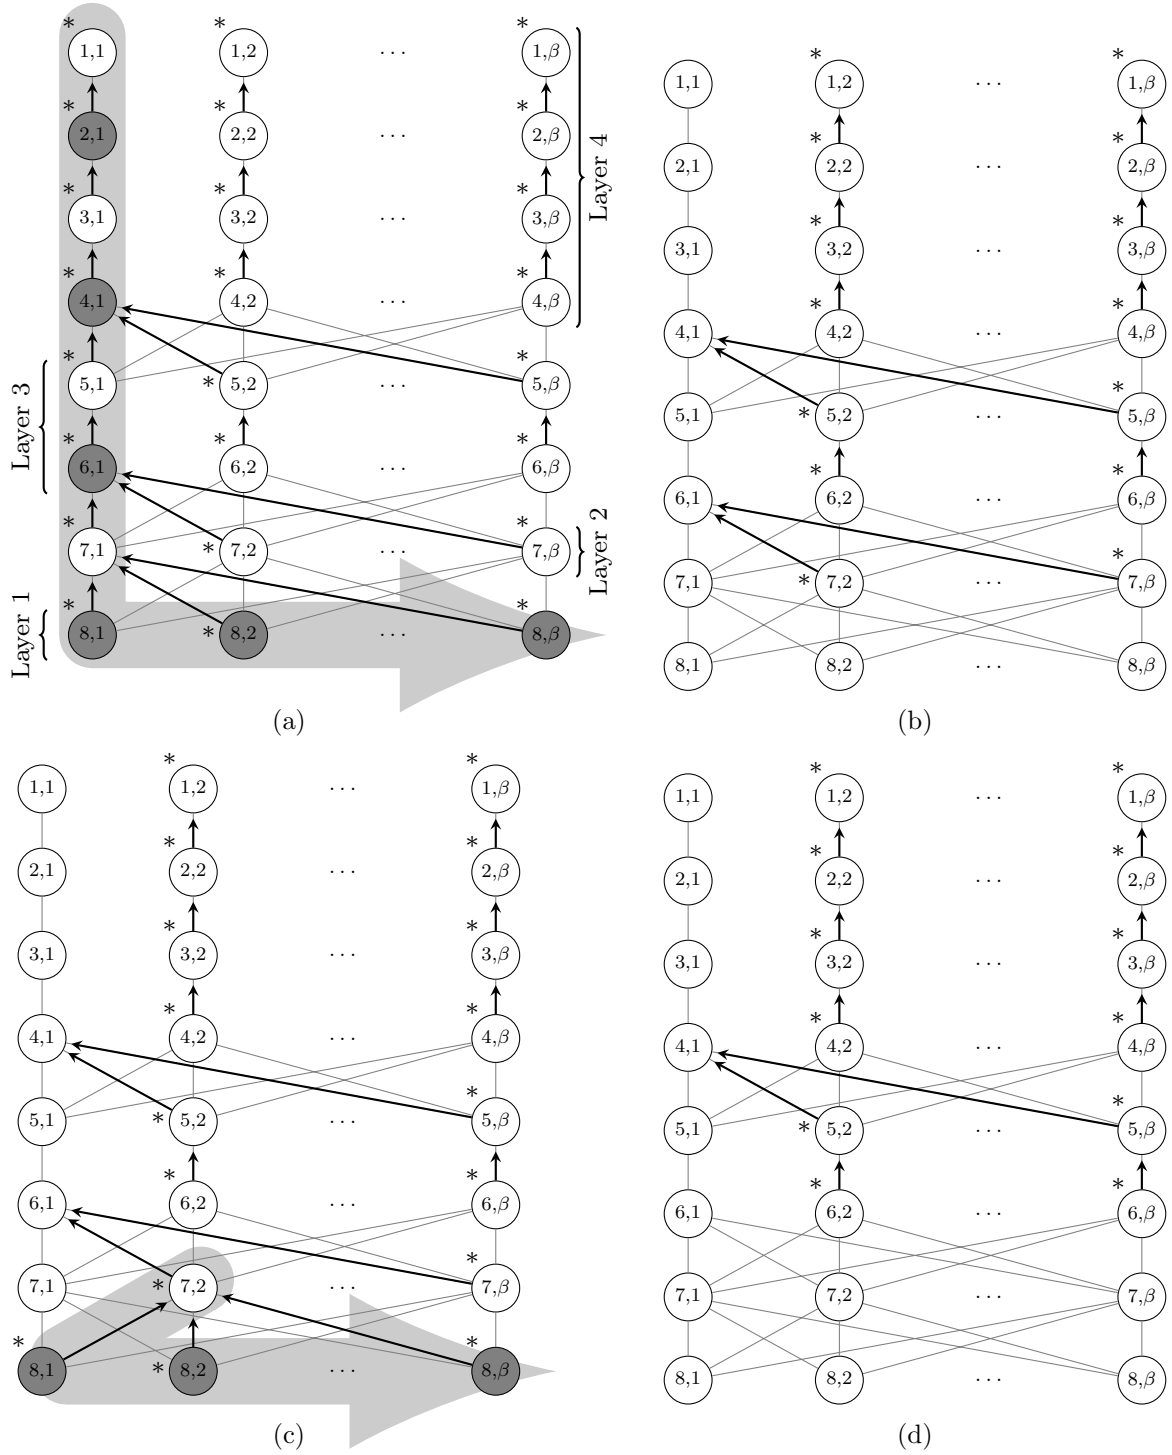 * * *
1,1 1,2 ... 1,β
* * *
2,1 2,2 ... 2,β
* * *
3,1 3,2 ... 3,β
* * *
4,1 4,2 ... 4,β
* *
5,1 * 5,2 ... 5,β
* * *
6,1 6,2 ... 6,β
* *
7,1 * 7,2 ... 7,β
* *
8,1 * 8,2 ... 8,β
Layer 1
Layer 3
Layer 2
Layer 4
(a)
* *
1,1 1,2 ... 1,β
* *
2,1 2,2 ... 2,β
* *
3,1 3,2 ... 3,β
* *
4,1 4,2 ... 4,β
*
5,1 * 5,2 ... 5,β
* *
6,1 6,2 ... 6,β
*
7,1 * 7,2 ... 7,β
8,1 8,2 ... 8,β
(b)
* *
1,1 1,2 ... 1,β
* *
2,1 2,2 ... 2,β
* *
3,1 3,2 ... 3,β
* *
4,1 4,2 ... 4,β
*
5,1 * 5,2 ... 5,β
* *
6,1 6,2 ... 6,β
*
7,1 * 7,2 ... 7,β
* *
8,1 * 8,2 ... 8,β
(c)
* *
1,1 1,2 ... 1,β
* *
2,1 2,2 ... 2,β
* *
3,1 3,2 ... 3,β
* *
4,1 4,2 ... 4,β
*
5,1 * 5,2 ... 5,β
* *
6,1 6,2 ... 6,β
7,1 7,2 ... 7,β
8,1 8,2 ... 8,β
(d)